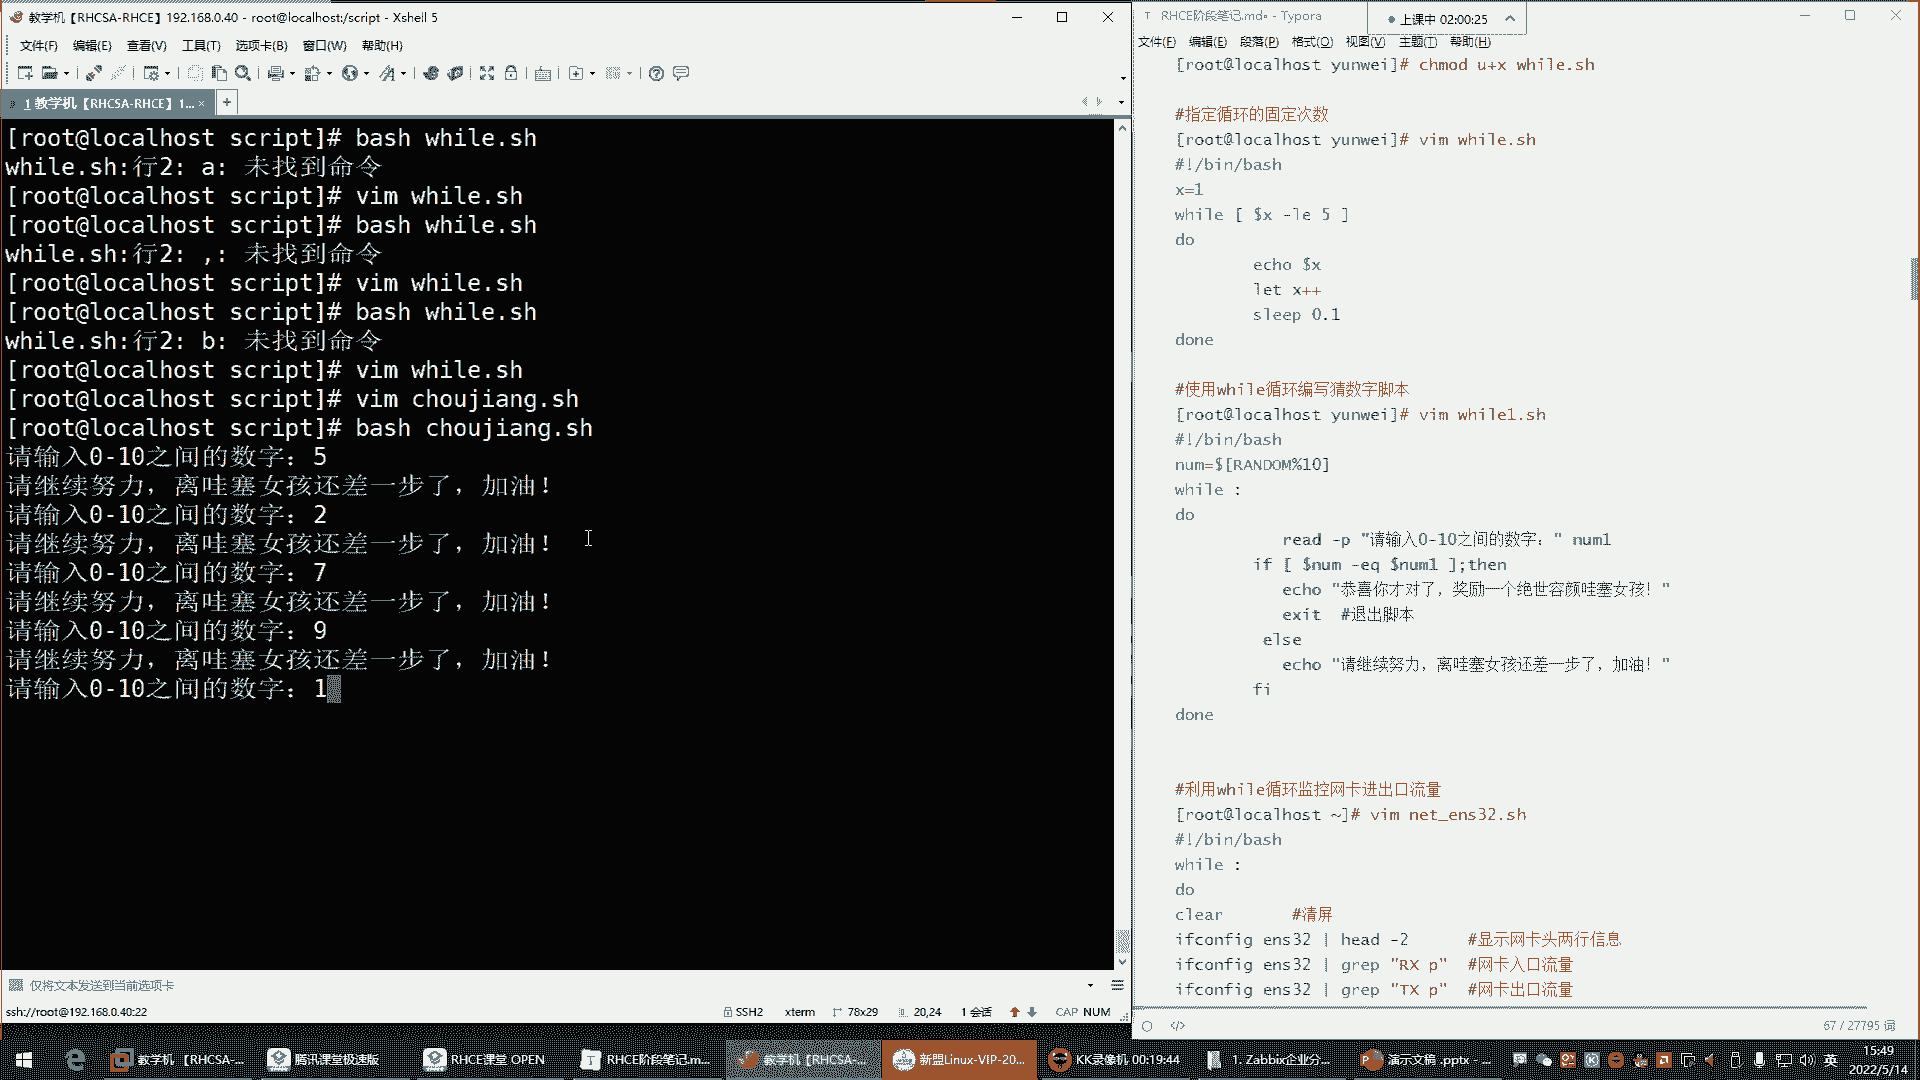 教学机【RHCSA-RHCE】192.168.0.40 - root@localhost:/script - Xshell 5
文件(F) 编辑(E) 查看(V) 工具(T) 选项卡(B) 窗口(W) 帮助(H)
1 教学机【RHCSA-RHCE】1...
[root@localhost script]# bash while.sh
while.sh:行2: a: 未找到命令
[root@localhost script]# vim while.sh
[root@localhost script]# bash while.sh
while.sh:行2: ,: 未找到命令
[root@localhost script]# vim while.sh
[root@localhost script]# bash while.sh
while.sh:行2: b: 未找到命令
[root@localhost script]# vim while.sh
[root@localhost script]# vim choujiang.sh
[root@localhost script]# bash choujiang.sh
请输入0-10之间的数字：5
请继续努力，离哇塞女孩还差一步了，加油！
请输入0-10之间的数字：2
请继续努力，离哇塞女孩还差一步了，加油！
请输入0-10之间的数字：7
请继续努力，离哇塞女孩还差一步了，加油！
请输入0-10之间的数字：9
请继续努力，离哇塞女孩还差一步了，加油！
请输入0-10之间的数字：1
仅将文本发送到当前选项卡
ssh://root@192.168.0.40:22 SSH2 xterm 78x29 20,24 1 会话 CAP NUM
RHCE阶段笔记.md• - Typora
上课中 02:00:25
文件(F) 编辑(E) 段落(P) 格式(O) 视图(V) 主题(T) 帮助(H)
[root@localhost yunwei]# chmod u+x while.sh
#指定循环的固定次数
[root@localhost yunwei]# vim while.sh
#!/bin/bash
x=1
while [ $x -le 5 ]
do
echo $x
let x++
sleep 0.1
done
#使用while循环编写猜数字脚本
[root@localhost yunwei]# vim while1.sh
#!/bin/bash
num=$[RANDOM%10]
while :
do
read -p "请输入0-10之间的数字：" num1
if [ $num -eq $num1 ];then
echo "恭喜你才对了，奖励一个绝世容颜哇塞女孩！"
exit #退出脚本
else
echo "请继续努力，离哇塞女孩还差一步了，加油！"
fi
done
#利用while循环监控网卡进出口流量
[root@localhost ~]# vim net_ens32.sh
#!/bin/bash
while :
do
clear #清屏
ifconfig ens32 | head -2 #显示网卡头两行信息
ifconfig ens32 | grep "RX p" #网卡入口流量
ifconfig ens32 | grep "TX p" #网卡出口流量
67 / 27795 词
教学机 【RHCSA-... 腾讯课堂极速版 RHCE课堂 OPEN RHCE阶段笔记.m... 教学机【RHCSA-... 新盟Linux-VIP-20... KK录像机 00:19:44 1. Zabbix企业分... 演示文稿 .pptx - ... 英 15:49
2022/5/14